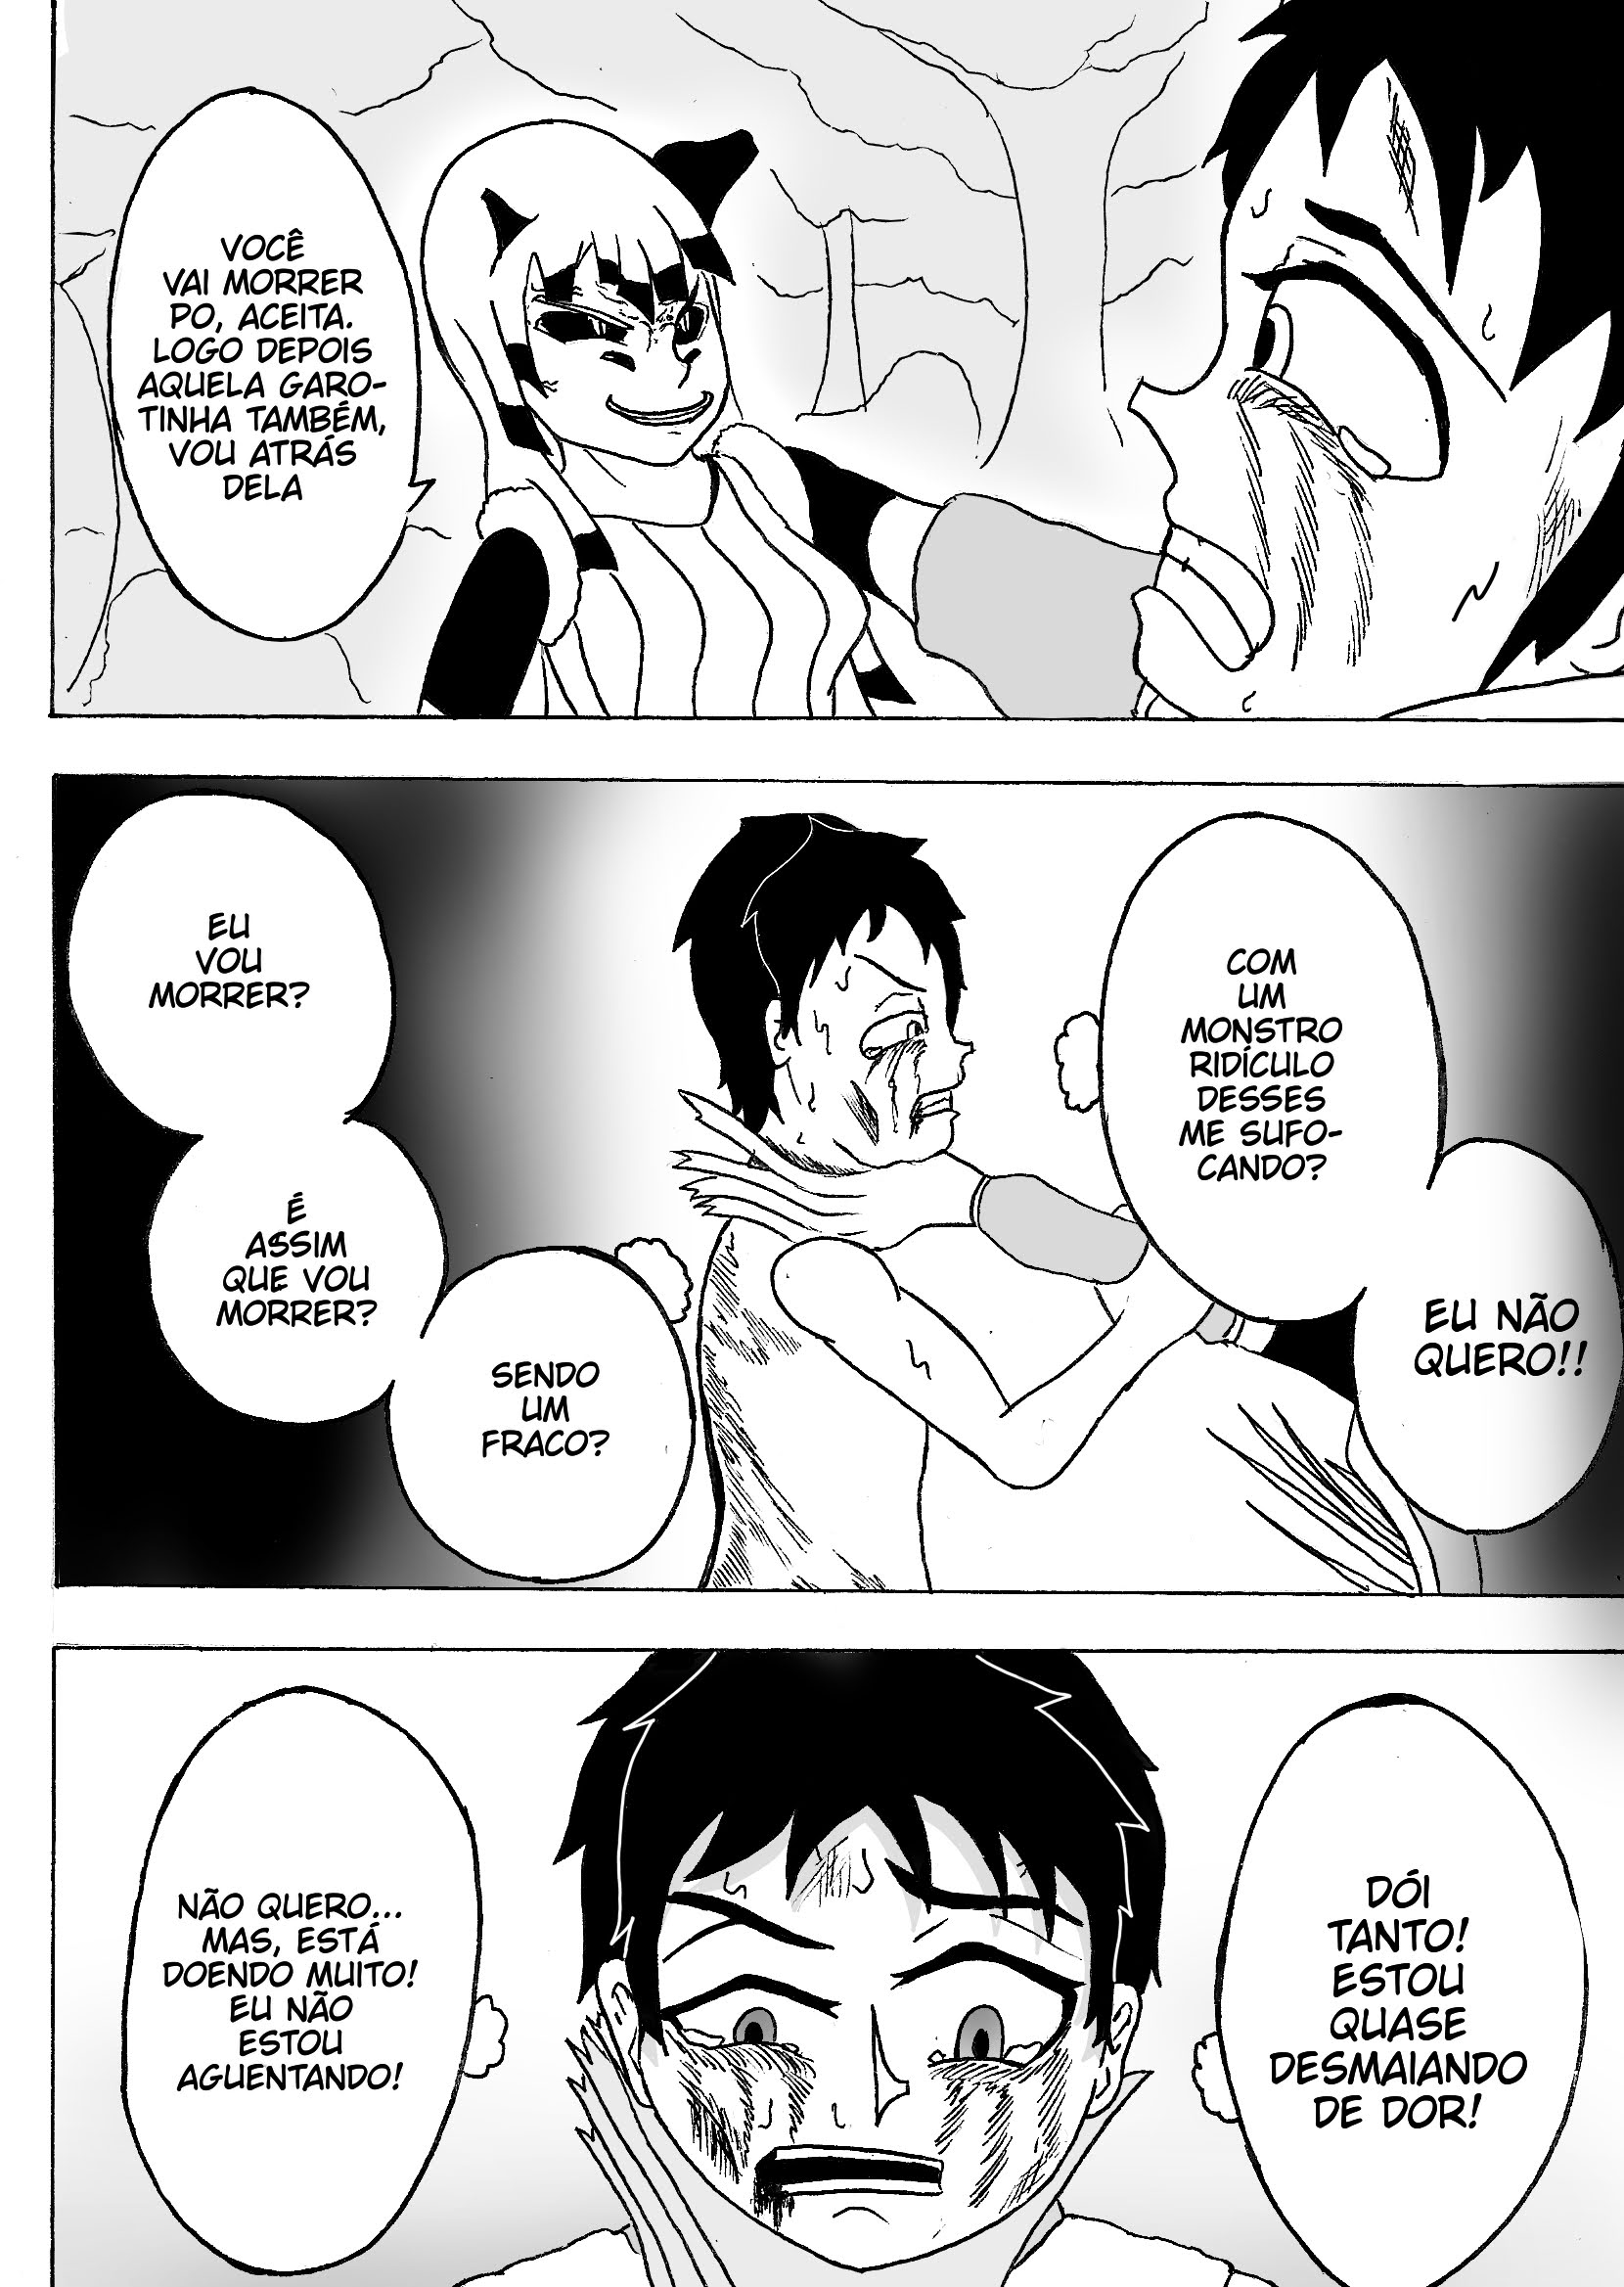 VOCÊ
VAI MORRER
PO, ACEITA.
LOGO DEPOIS
AQUELA GARO-
TINHA TAMBÉM,
VOU ATRÁS
DELA
EU
VOU
MORRER?
É
ASSIM
QUE VOU
MORRER?
SENDO
UM
FRACO?
COM
UM
MONSTRO
RIDÍCULO
DESSES
ME SUFO-
CANDO?
EU NÃO
QUERO!!
NÃO QUERO...
MAS, ESTÁ
DOENDO MUITO!
EU NÃO
ESTOU
AGUENTANDO!
DÓI
TANTO!
ESTOU
QUASE
DESMAIANDO
DE DOR!